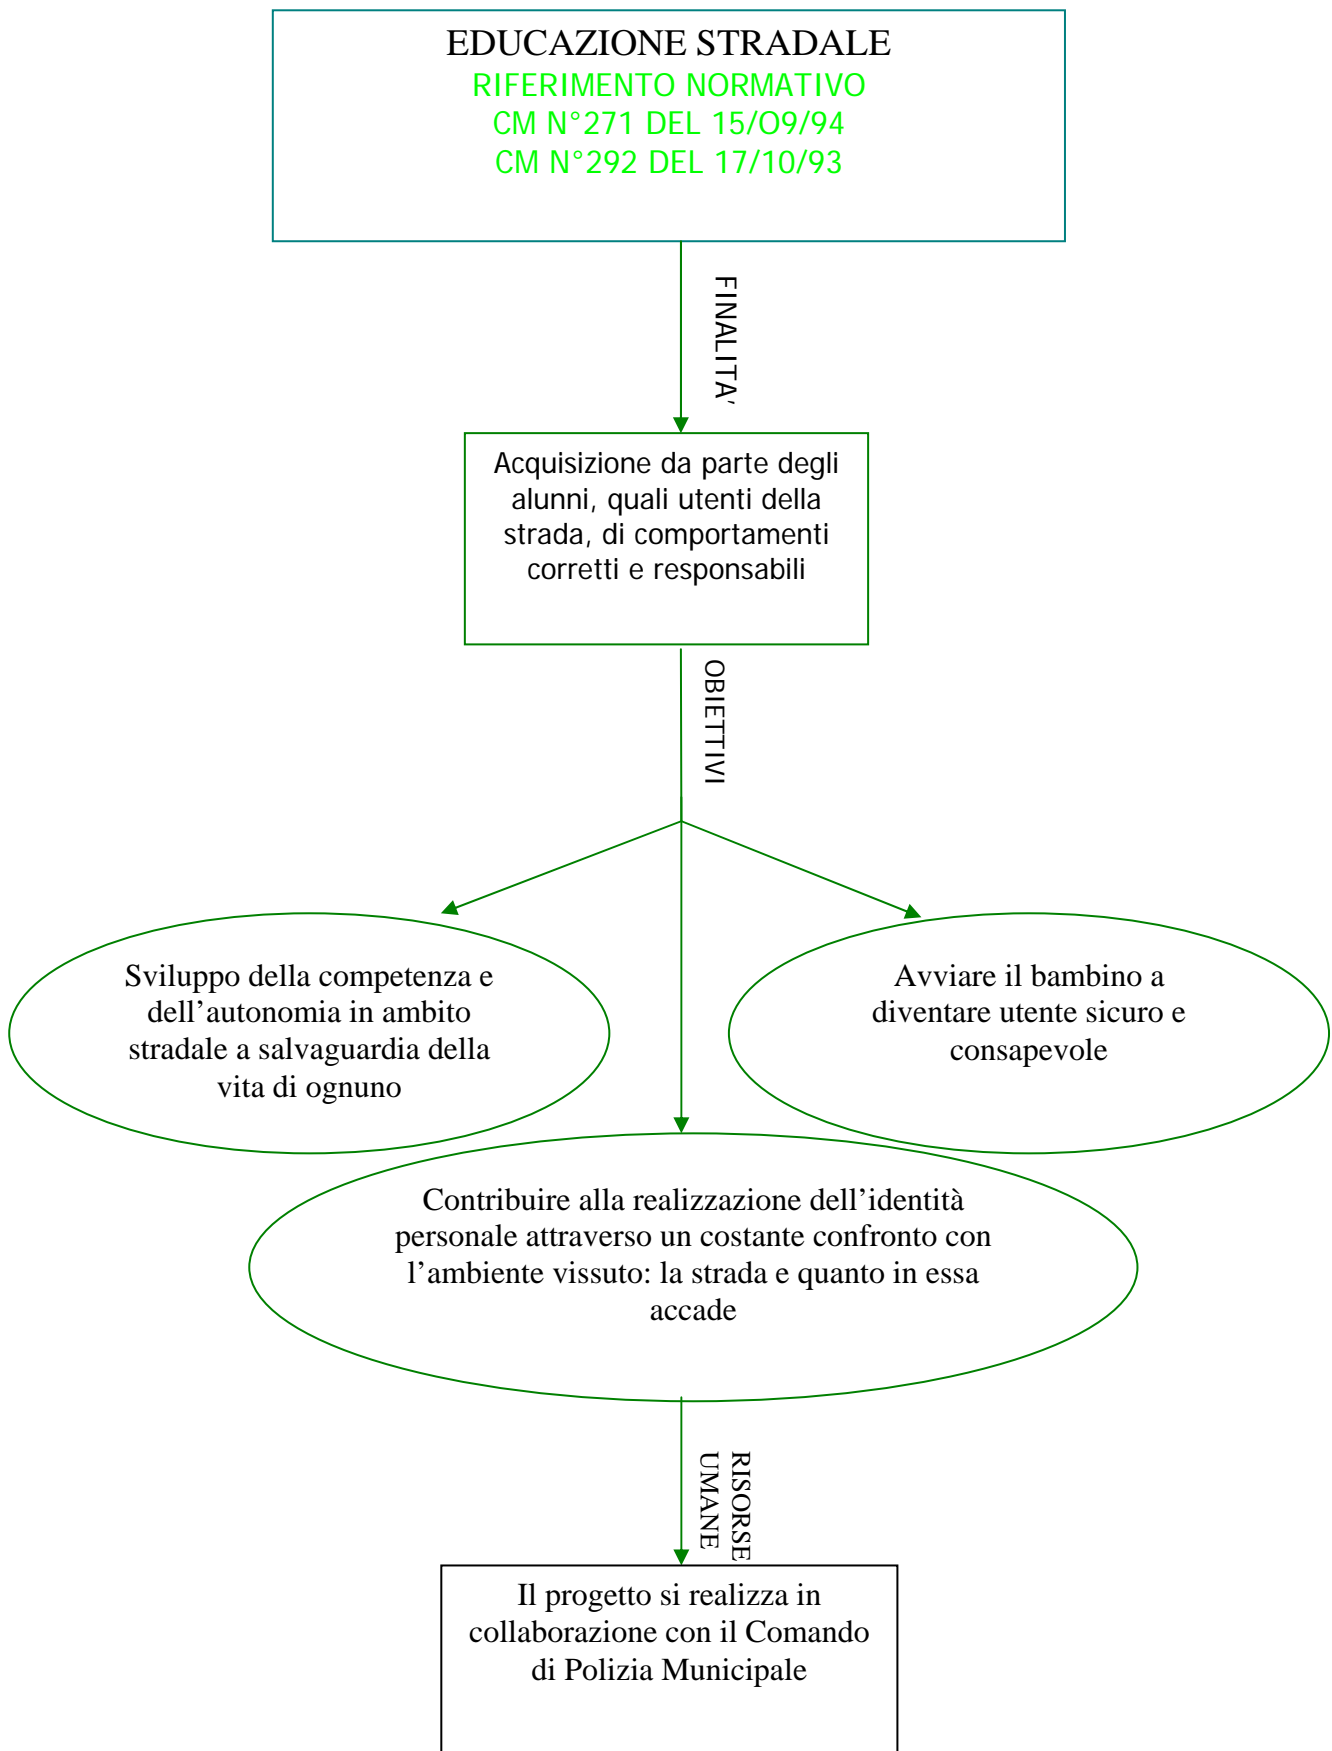 EDUCAZIONE STRADALE
RIFERIMENTO NORMATIVO
CM N°271 DEL 15/O9/94
CM N°292 DEL 17/10/93
FINALITA’
Acquisizione da parte degli
alunni, quali utenti della
strada, di comportamenti
corretti e responsabili
OBIETTIVI
Sviluppo della competenza e
dell’autonomia in ambito
stradale a salvaguardia della
vita di ognuno
Avviare il bambino a
diventare utente sicuro e
consapevole
Contribuire alla realizzazione dell’identità
personale attraverso un costante confronto con
l’ambiente vissuto: la strada e quanto in essa
accade
RISORSE
UMANE
Il progetto si realizza in
collaborazione con il Comando
di Polizia Municipale